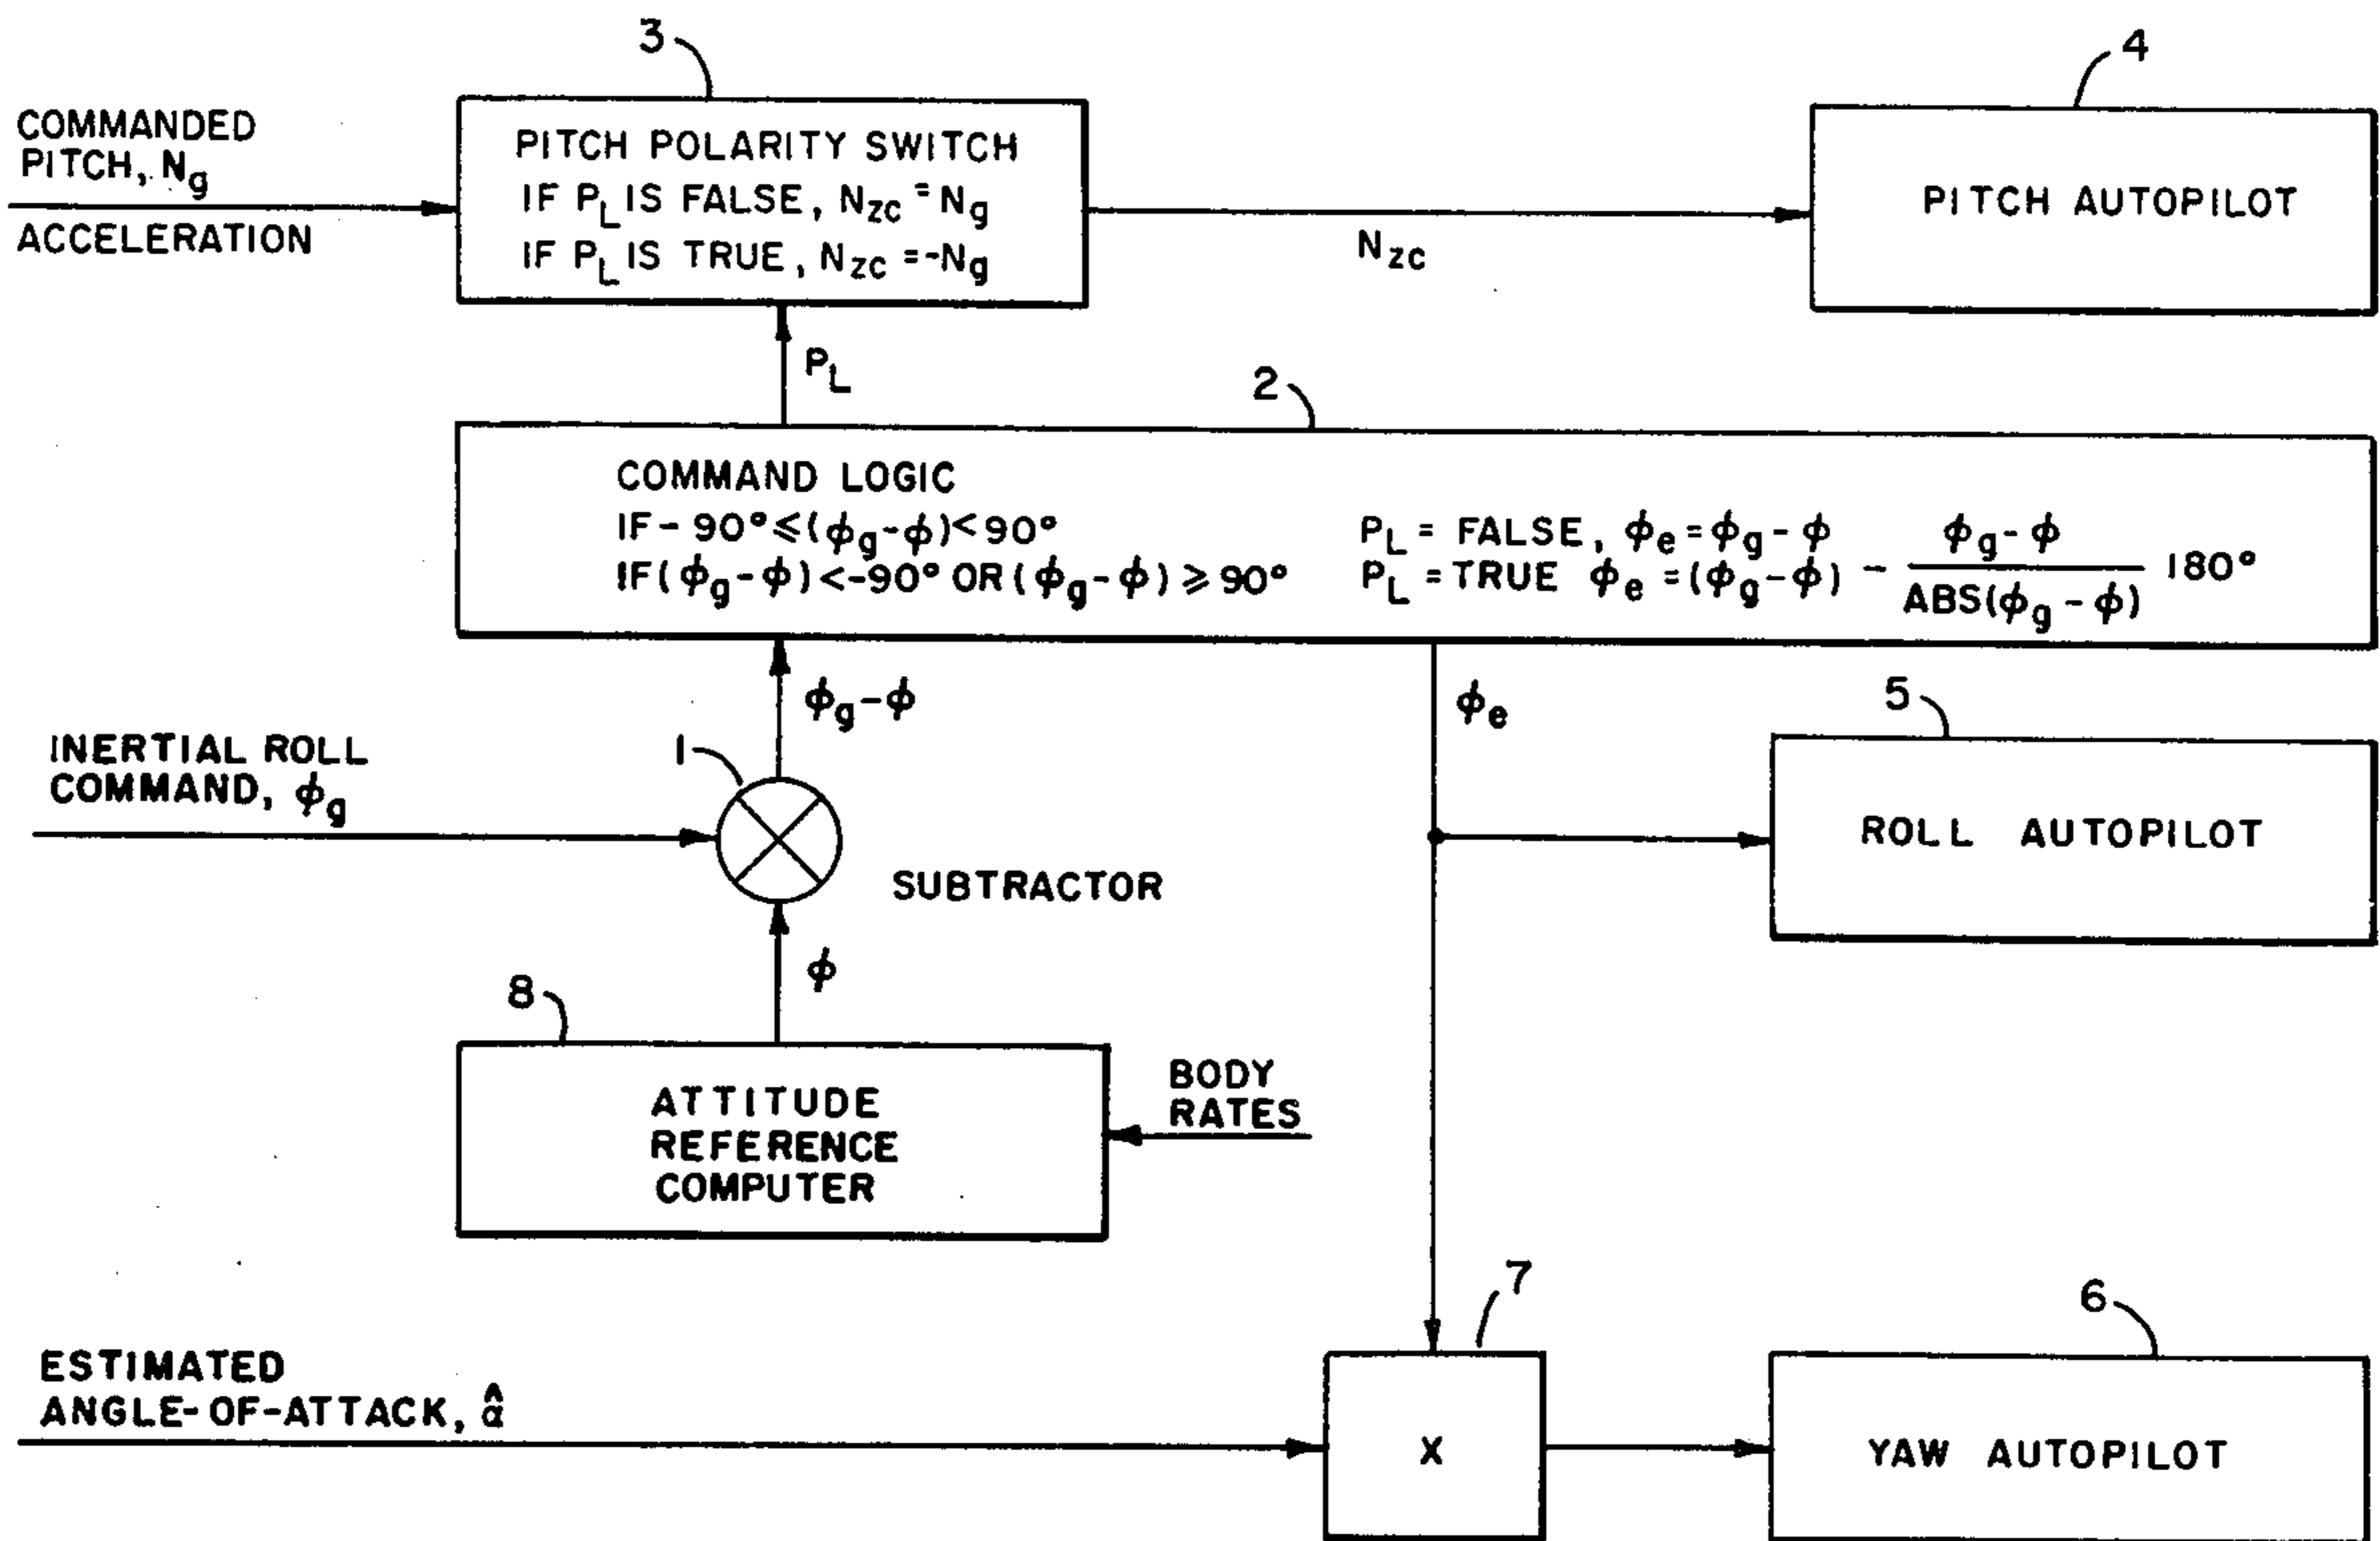 3
4
COMMANDED
PITCH, Ng
ACCELERATION
PITCH POLARITY SWITCH
IF PL IS FALSE, Nzc = Ng
IF PL IS TRUE, Nzc = -Ng
Nzc
PITCH AUTOPILOT
PL
2
COMMAND LOGIC
IF - 90° ≤ (ϕg - ϕ) < 90° PL = FALSE, ϕe = ϕg - ϕ
IF (ϕg - ϕ) < -90° OR (ϕg - ϕ) ≥ 90° PL = TRUE ϕe = (ϕg - ϕ) - ϕg - ϕ / ABS(ϕg - ϕ) 180°
ϕg - ϕ
ϕe
5
INERTIAL ROLL
COMMAND, ϕg
1
ROLL AUTOPILOT
SUBTRACTOR
ϕ
8
ATTITUDE
REFERENCE
COMPUTER
BODY
RATES
7
6
ESTIMATED
ANGLE-OF-ATTACK, α̂
X
YAW AUTOPILOT